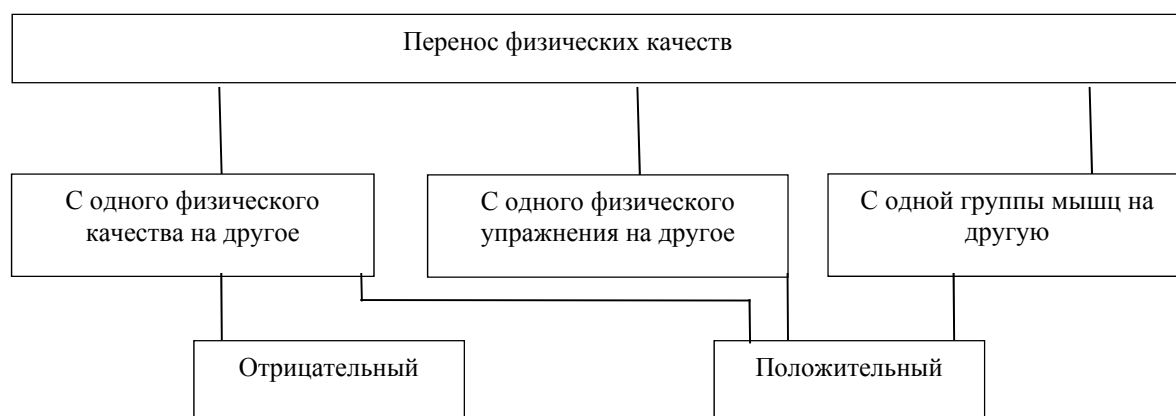 Перенос физических качеств
С одного физического
качества на другое
С одного физического
упражнения на другое
С одной группы мышц на
другую
Отрицательный
Положительный